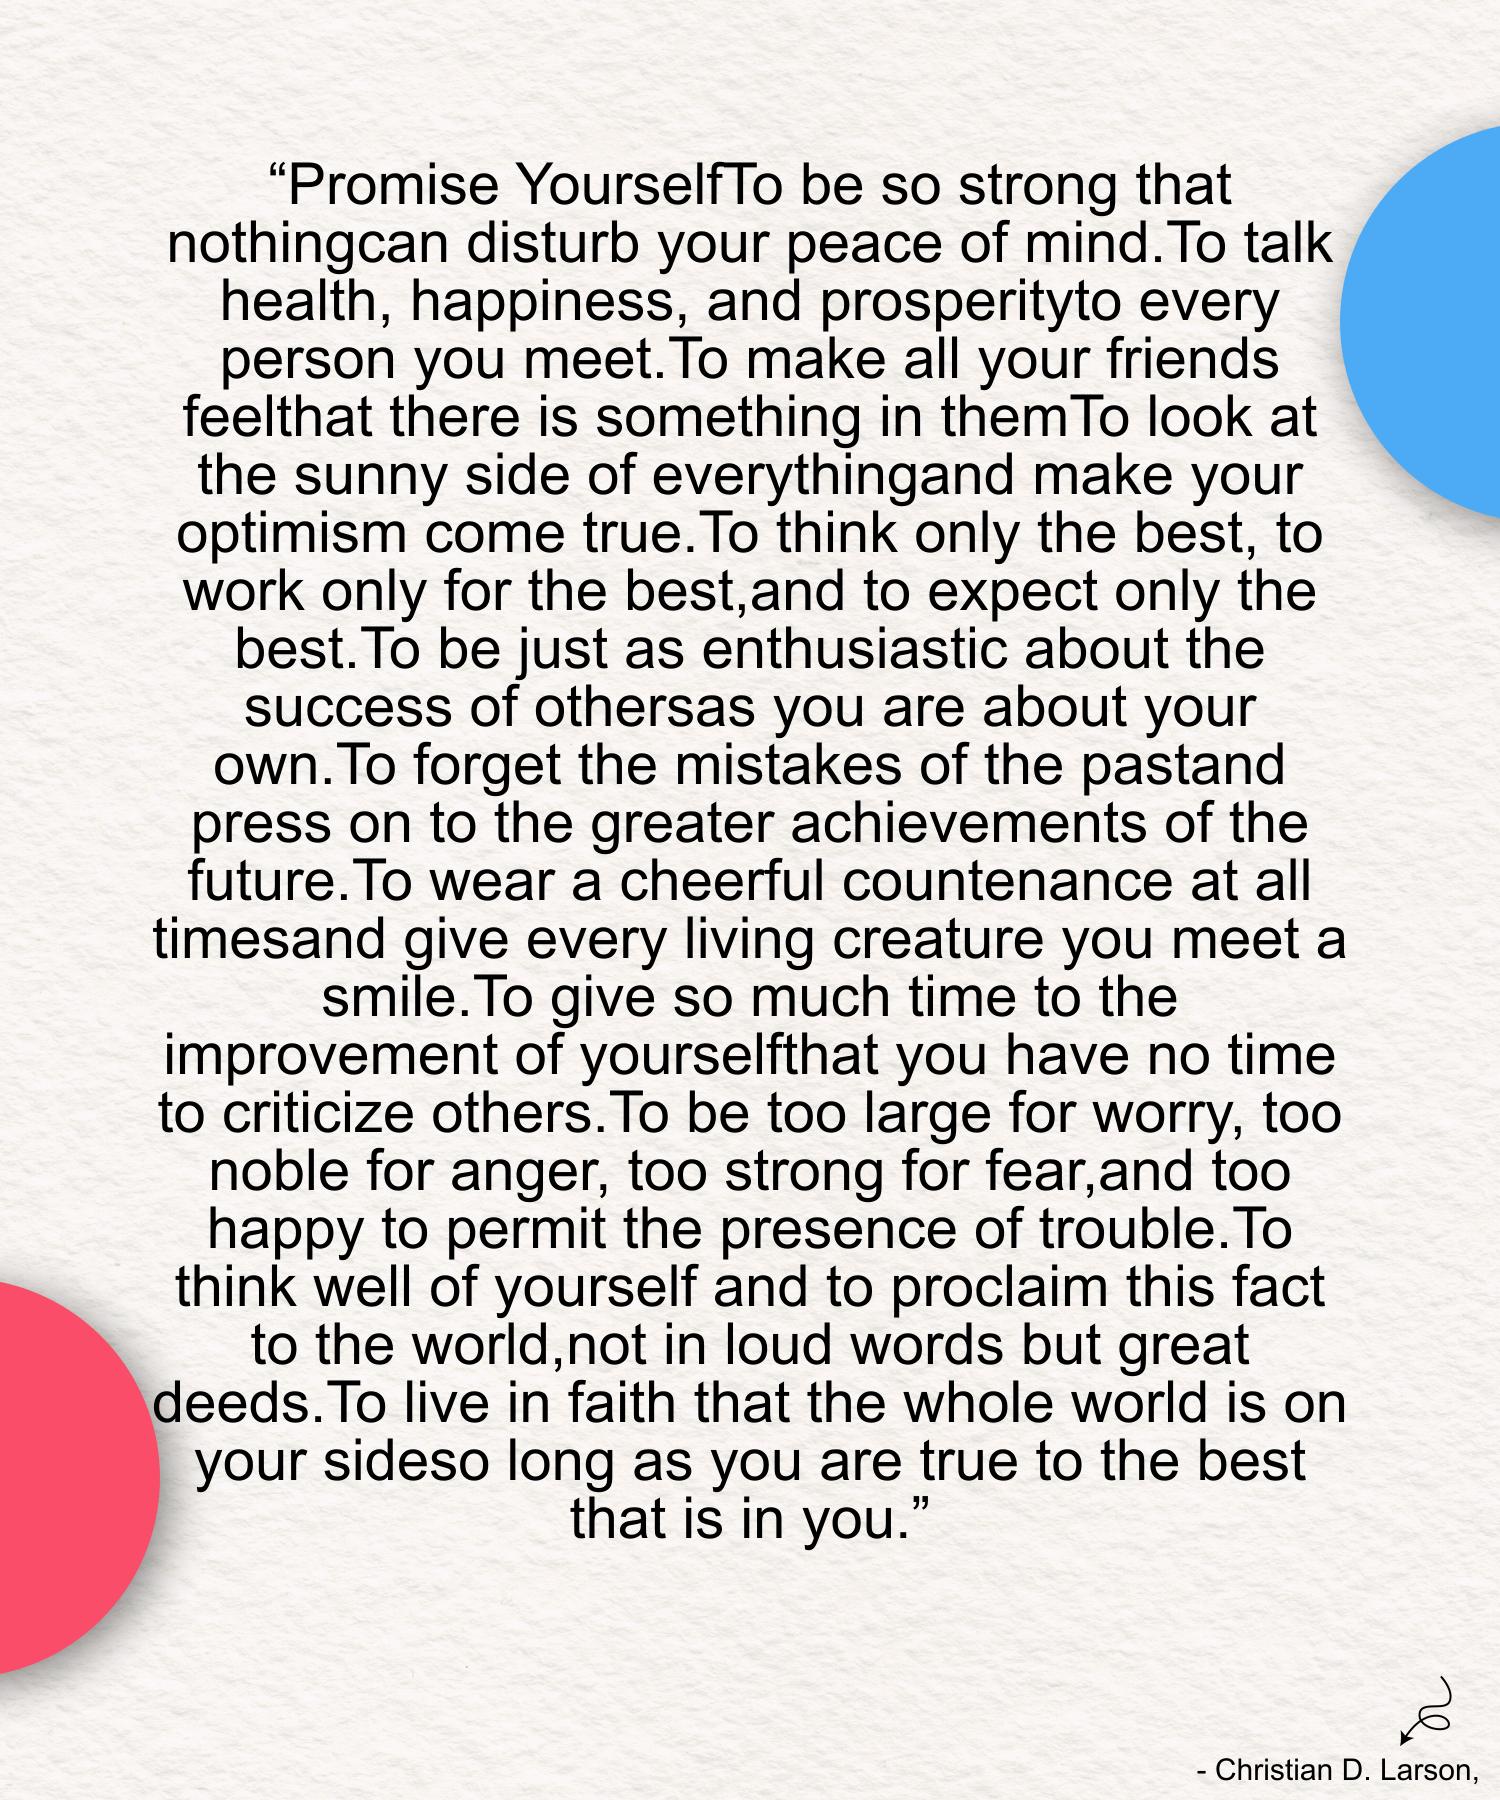 “Promise YourselfTo be so strong that
nothingcan disturb your peace of mind.To talk
health, happiness, and prosperityto every
person you meet.To make all your friends
feelthat there is something in themTo look at
the sunny side of everythingand make your
optimism come true.To think only the best, to
work only for the best,and to expect only the
best.To be just as enthusiastic about the
success of othersas you are about your
own.To forget the mistakes of the pastand
press on to the greater achievements of the
future.To wear a cheerful countenance at all
timesand give every living creature you meet a
smile.To give so much time to the
improvement of yourselfthat you have no time
to criticize others.To be too large for worry, too
noble for anger, too strong for fear,and too
happy to permit the presence of trouble.To
think well of yourself and to proclaim this fact
to the world,not in loud words but great
deeds.To live in faith that the whole world is on
your sideso long as you are true to the best
that is in you.”
- Christian D. Larson,